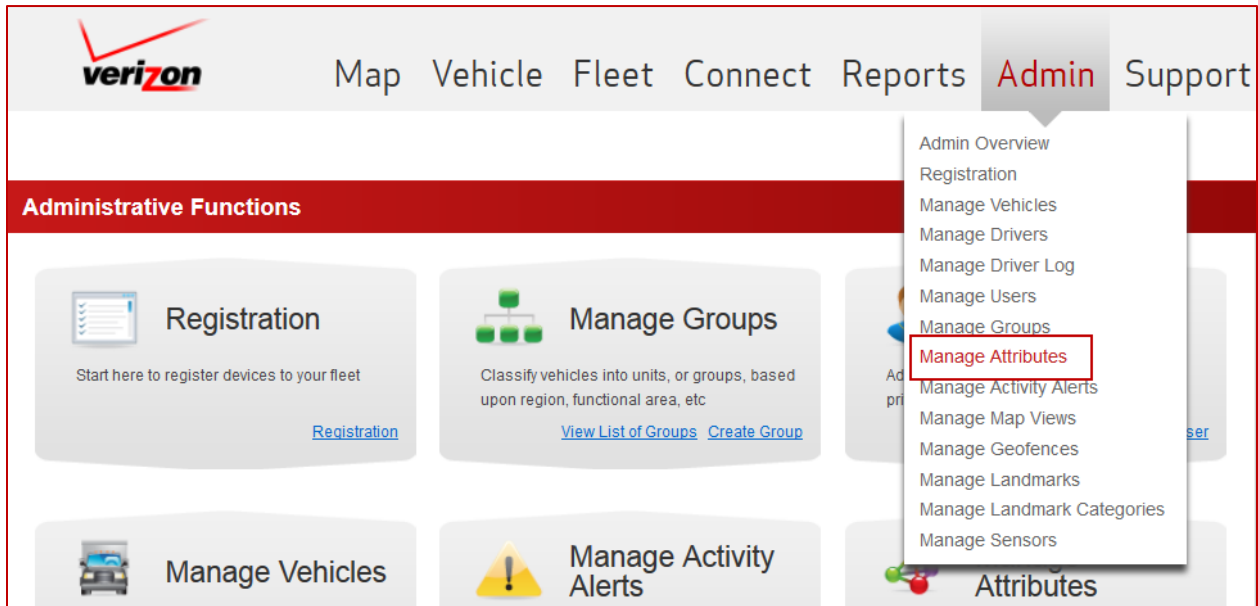 verizon
Map Vehicle Fleet Connect Reports Admin Support
Admin Overview
Registration
Manage Vehicles
Manage Drivers
Manage Driver Log
Manage Users
Manage Groups
Manage Attributes
Manage Activity Alerts
Manage Map Views
Manage Geofences
Manage Landmarks
Manage Landmark Categories
Manage Sensors
Administrative Functions
Registration
Start here to register devices to your fleet
Registration
Manage Groups
Classify vehicles into units, or groups, based
upon region, functional area, etc
View List of Groups Create Group
Manage Vehicles
Manage Activity
Alerts
Attributes